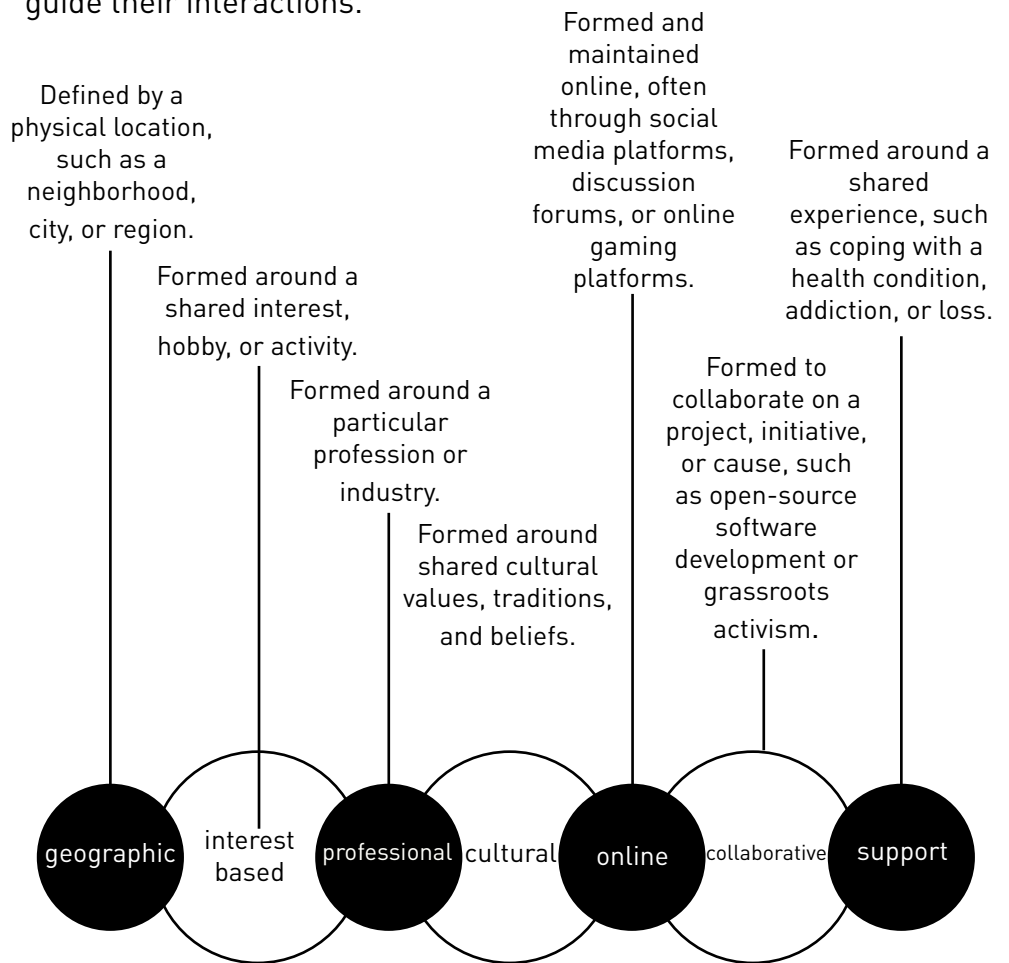 guide their interactions.
Defined by a
physical location,
such as a
neighborhood,
city, or region.
Formed around a
shared interest,
hobby, or activity.
Formed around a
particular
profession or
industry.
Formed around
shared cultural
values, traditions,
and beliefs.
Formed and
maintained
online, often
through social
media platforms,
discussion
forums, or online
gaming
platforms.
Formed to
collaborate on a
project, initiative,
or cause, such
as open-source
software
development or
grassroots
activism.
Formed around a
shared
experience, such
as coping with a
health condition,
addiction, or loss.
geographic
interest
based
professional
cultural
online
collaborative
support